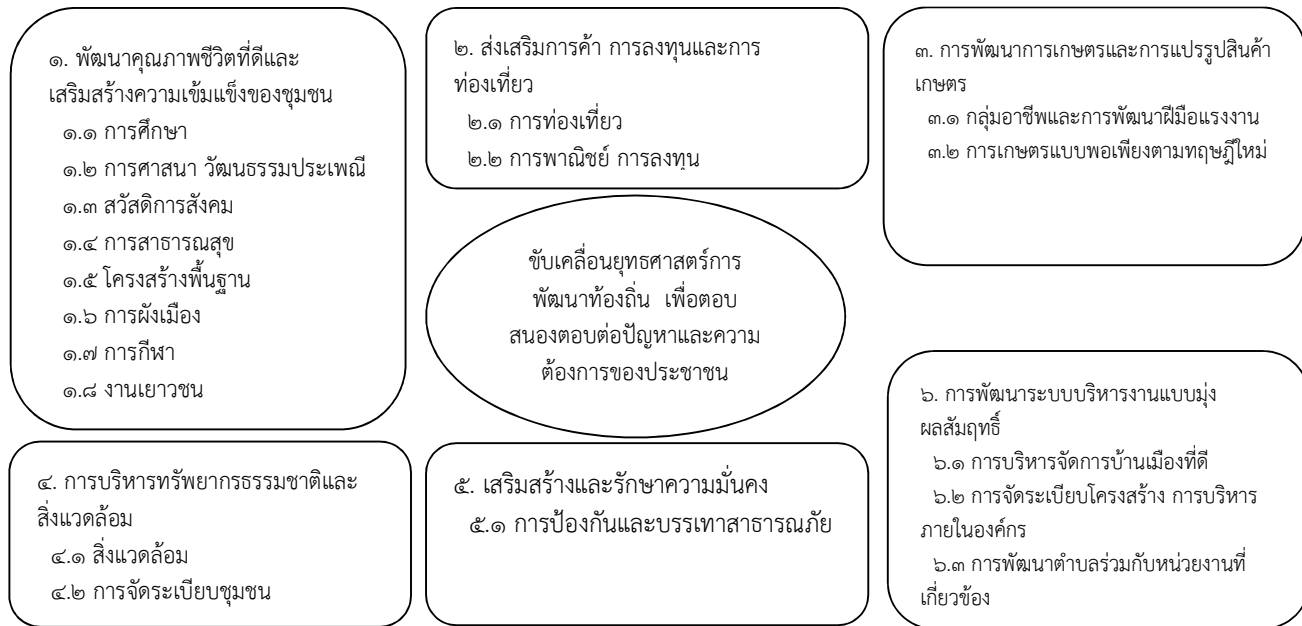 ๑. พัฒนาคุณภาพชีวิตที่ดีและ
เสริมสร้างความเข้มแข็งของชุมชน
๑.๑ การศึกษา
๑.๒ การศาสนา วัฒนธรรมประเพณี
๑.๓ สวัสดิการสังคม
๑.๔ การสาธารณสุข
๑.๕ โครงสร้างพื้นฐาน
๑.๖ การผังเมือง
๑.๗ การกีฬา
๑.๘ งานเยาวชน
๒. ส่งเสริมการค้า การลงทุนและการ
ท่องเที่ยว
๒.๑ การท่องเที่ยว
๒.๒ การพาณิชย์ การลงทุน
๓. การพัฒนาการเกษตรและการแปรรูปสินค้า
เกษตร
๓.๑ กลุ่มอาชีพและการพัฒนาฝีมือแรงงาน
๓.๒ การเกษตรแบบพอเพียงตามทฤษฎีใหม่
ขับเคลื่อนยุทธศาสตร์การ
พัฒนาท้องถิ่น เพื่อตอบ
สนองตอบต่อปัญหาและความ
ต้องการของประชาชน
๔. การบริหารทรัพยากรธรรมชาติและ
สิ่งแวดล้อม
๔.๑ สิ่งแวดล้อม
๔.๒ การจัดระเบียบชุมชน
๕. เสริมสร้างและรักษาความมั่นคง
๕.๑ การป้องกันและบรรเทาสาธารณภัย
๖. การพัฒนาระบบบริหารงานแบบมุ่ง
ผลสัมฤทธิ์
๖.๑ การบริหารจัดการบ้านเมืองที่ดี
๖.๒ การจัดระเบียบโครงสร้าง การบริหาร
ภายในองค์กร
๖.๓ การพัฒนาตำบลร่วมกับหน่วยงานที่
เกี่ยวข้อง